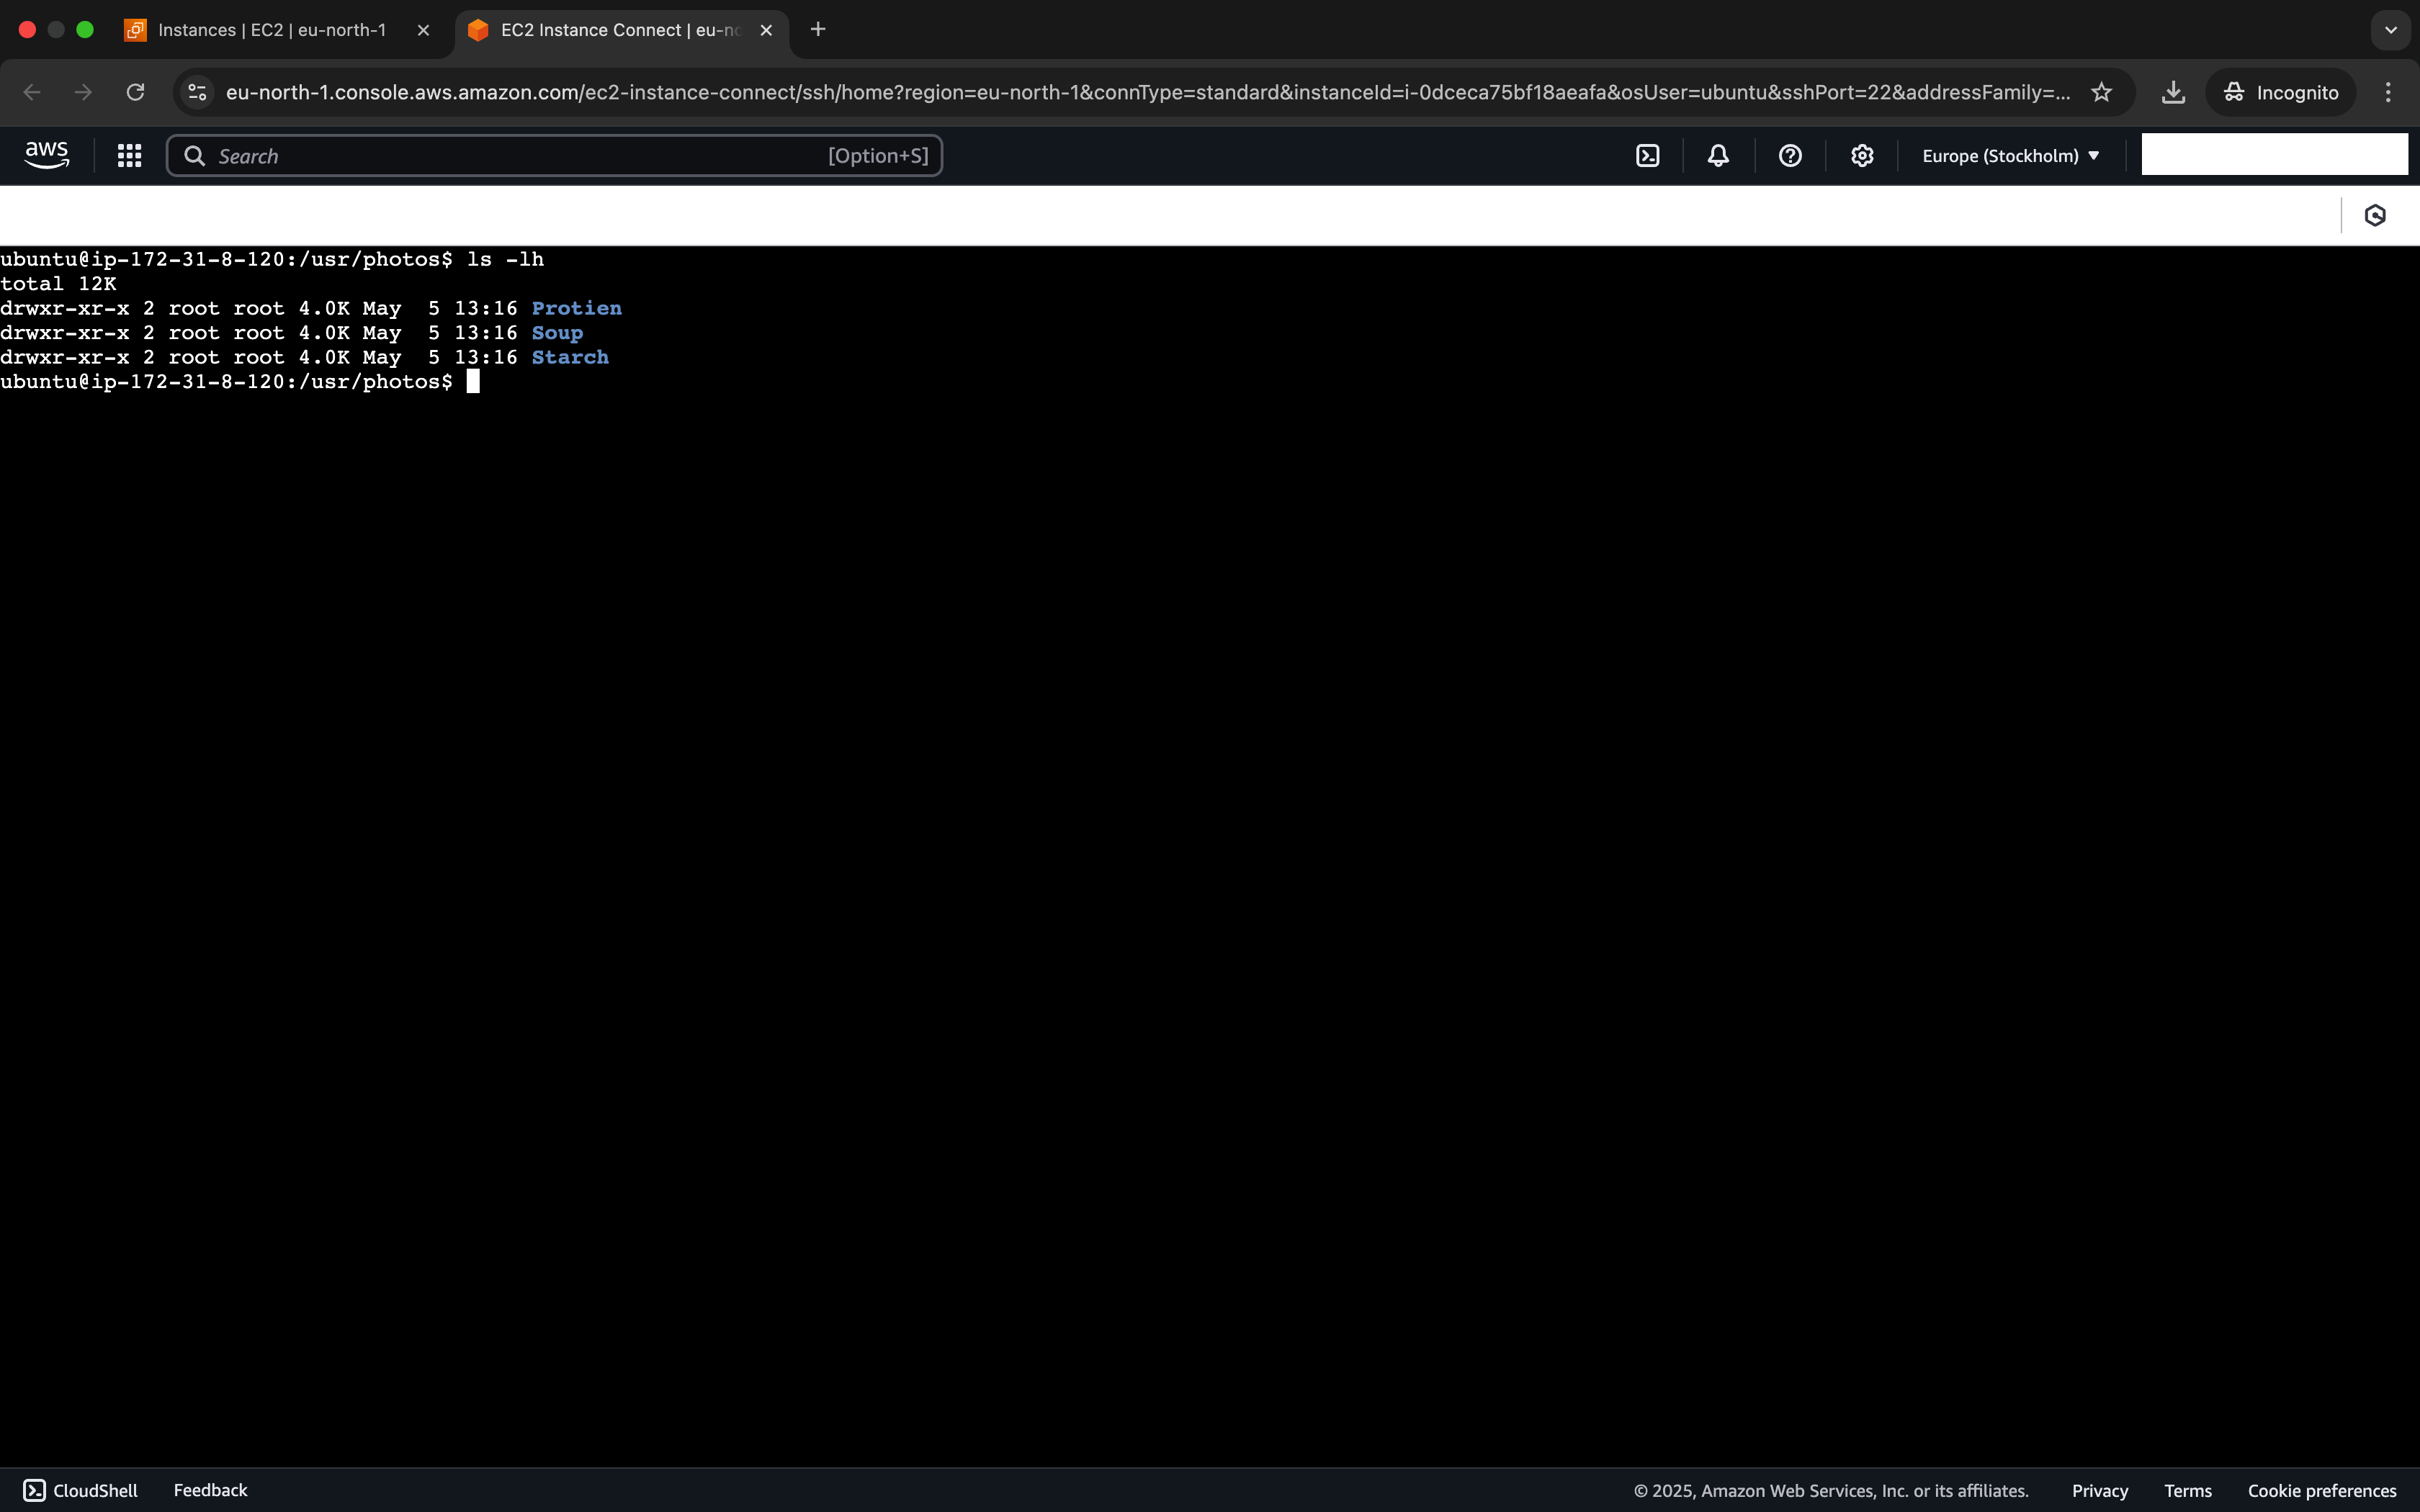 Instances | EC2 | eu-north-1
EC2 Instance Connect | eu-no
eu-north-1.console.aws.amazon.com/ec2-instance-connect/ssh/home?region=eu-north-1&connType=standard&instanceId=i-0dceca75bf18aeafa&osUser=ubuntu&sshPort=22&addressFamily=...
Incognito
aws
Search
[Option+S]
Europe (Stockholm)
ubuntu@ip-172-31-8-120:/usr/photos$ ls -lh
total 12K
drwxr-xr-x 2 root root 4.0K May  5 13:16 Protien
drwxr-xr-x 2 root root 4.0K May  5 13:16 Soup
drwxr-xr-x 2 root root 4.0K May  5 13:16 Starch
ubuntu@ip-172-31-8-120:/usr/photos$
CloudShell
Feedback
© 2025, Amazon Web Services, Inc. or its affiliates.
Privacy
Terms
Cookie preferences